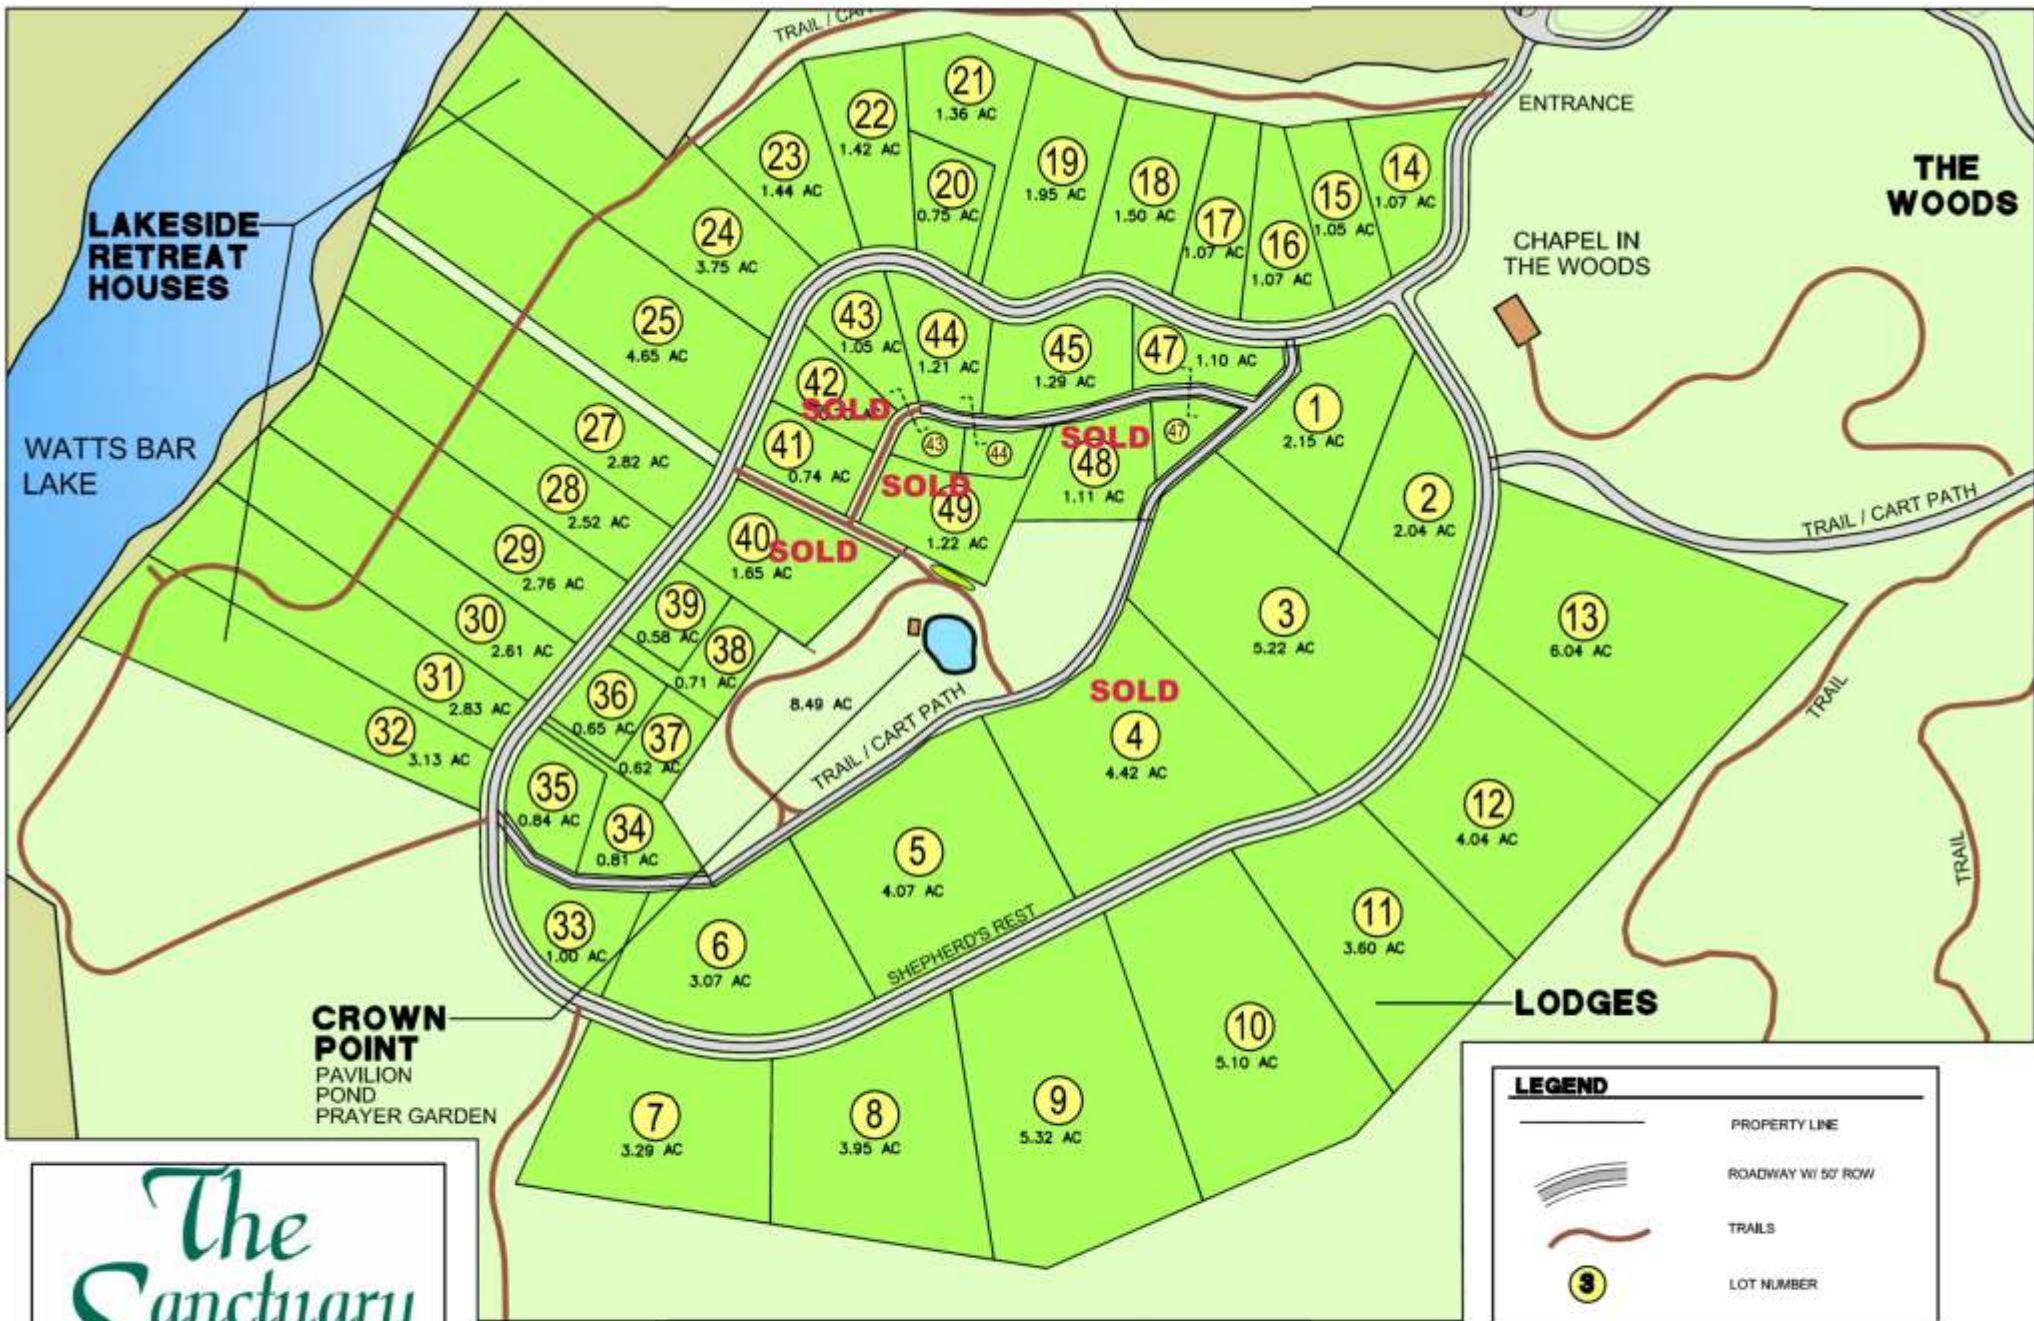 TRAIL / CART
ENTRANCE
THE
WOODS
CHAPEL IN
THE WOODS
LAKESIDE
RETREAT
HOUSES
WATTS BAR
LAKE
21
1.36 AC
22
1.42 AC
23
1.44 AC
20
0.75 AC
19
1.95 AC
18
1.50 AC
17
1.07 AC
16
1.07 AC
15
1.05 AC
14
1.07 AC
24
3.75 AC
25
4.65 AC
43
1.05 AC
44
1.21 AC
45
1.29 AC
47
1.10 AC
42
SOLD
41
0.74 AC
43
44
47
SOLD
48
1.11 AC
SOLD
49
1.22 AC
1
2.15 AC
2
2.04 AC
TRAIL / CART PATH
27
2.82 AC
28
2.52 AC
29
2.76 AC
30
2.61 AC
31
2.83 AC
32
3.13 AC
40
SOLD
1.65 AC
39
0.58 AC
38
0.71 AC
36
0.65 AC
37
0.62 AC
35
0.84 AC
34
0.81 AC
33
1.00 AC
8.49 AC
TRAIL / CART PATH
3
5.22 AC
SOLD
4
4.42 AC
13
6.04 AC
TRAIL
12
4.04 AC
TRAIL
5
4.07 AC
6
3.07 AC
SHEPHERD'S REST
11
3.60 AC
LODGES
10
5.10 AC
9
5.32 AC
8
3.95 AC
7
3.29 AC
CROWN
POINT
PAVILION
POND
PRAYER GARDEN
The
Sanctuary
LEGEND
PROPERTY LINE
ROADWAY W/ 50' ROW
TRAILS
3
LOT NUMBER